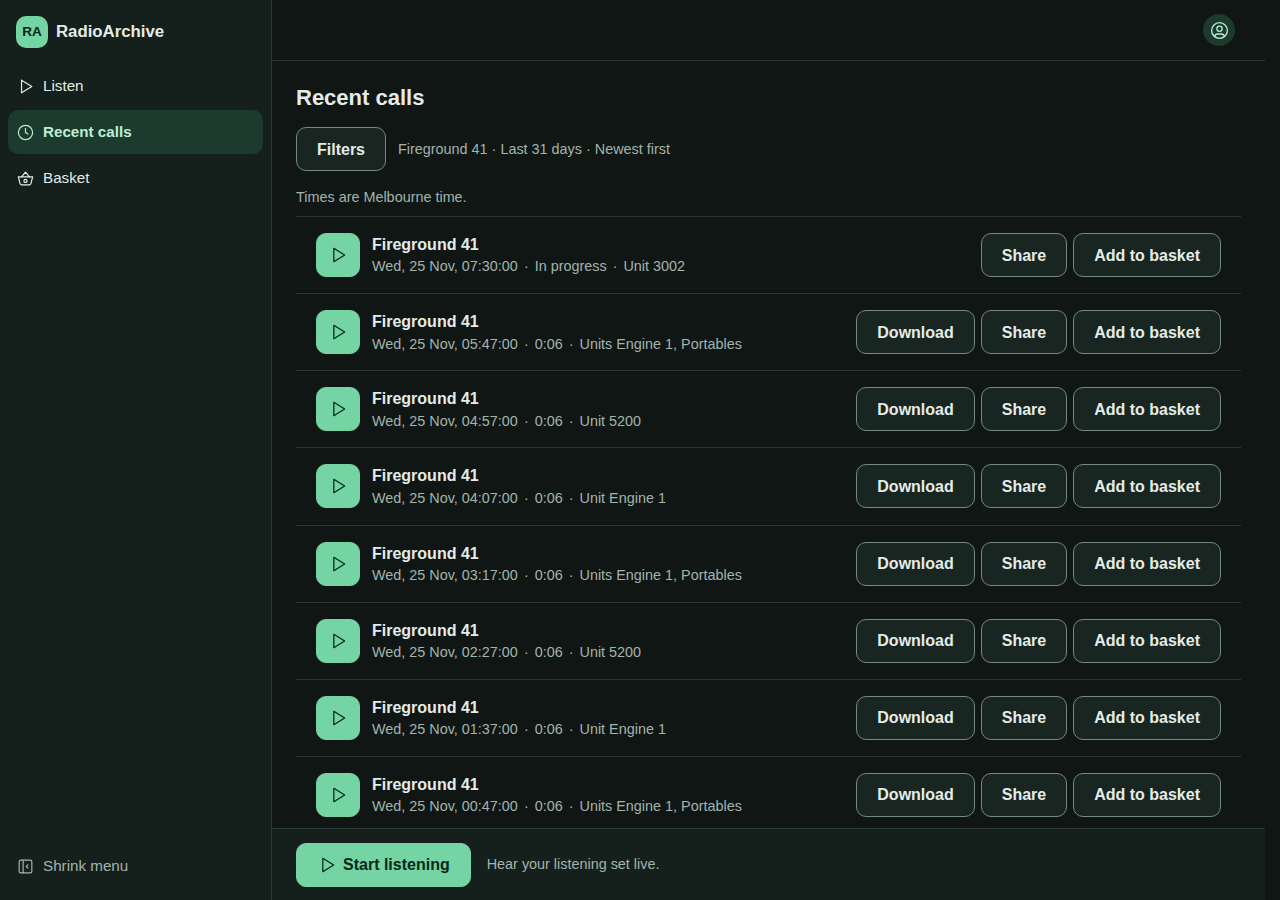 RA RadioArchive
Listen
Recent calls
Basket
Shrink menu
Recent calls
Filters Fireground 41 · Last 31 days · Newest first
Times are Melbourne time.
Fireground 41
Wed, 25 Nov, 07:30:00 · In progress · Unit 3002
Share Add to basket
Fireground 41
Wed, 25 Nov, 05:47:00 · 0:06 · Units Engine 1, Portables
Download Share Add to basket
Fireground 41
Wed, 25 Nov, 04:57:00 · 0:06 · Unit 5200
Download Share Add to basket
Fireground 41
Wed, 25 Nov, 04:07:00 · 0:06 · Unit Engine 1
Download Share Add to basket
Fireground 41
Wed, 25 Nov, 03:17:00 · 0:06 · Units Engine 1, Portables
Download Share Add to basket
Fireground 41
Wed, 25 Nov, 02:27:00 · 0:06 · Unit 5200
Download Share Add to basket
Fireground 41
Wed, 25 Nov, 01:37:00 · 0:06 · Unit Engine 1
Download Share Add to basket
Fireground 41
Wed, 25 Nov, 00:47:00 · 0:06 · Units Engine 1, Portables
Download Share Add to basket
Start listening Hear your listening set live.